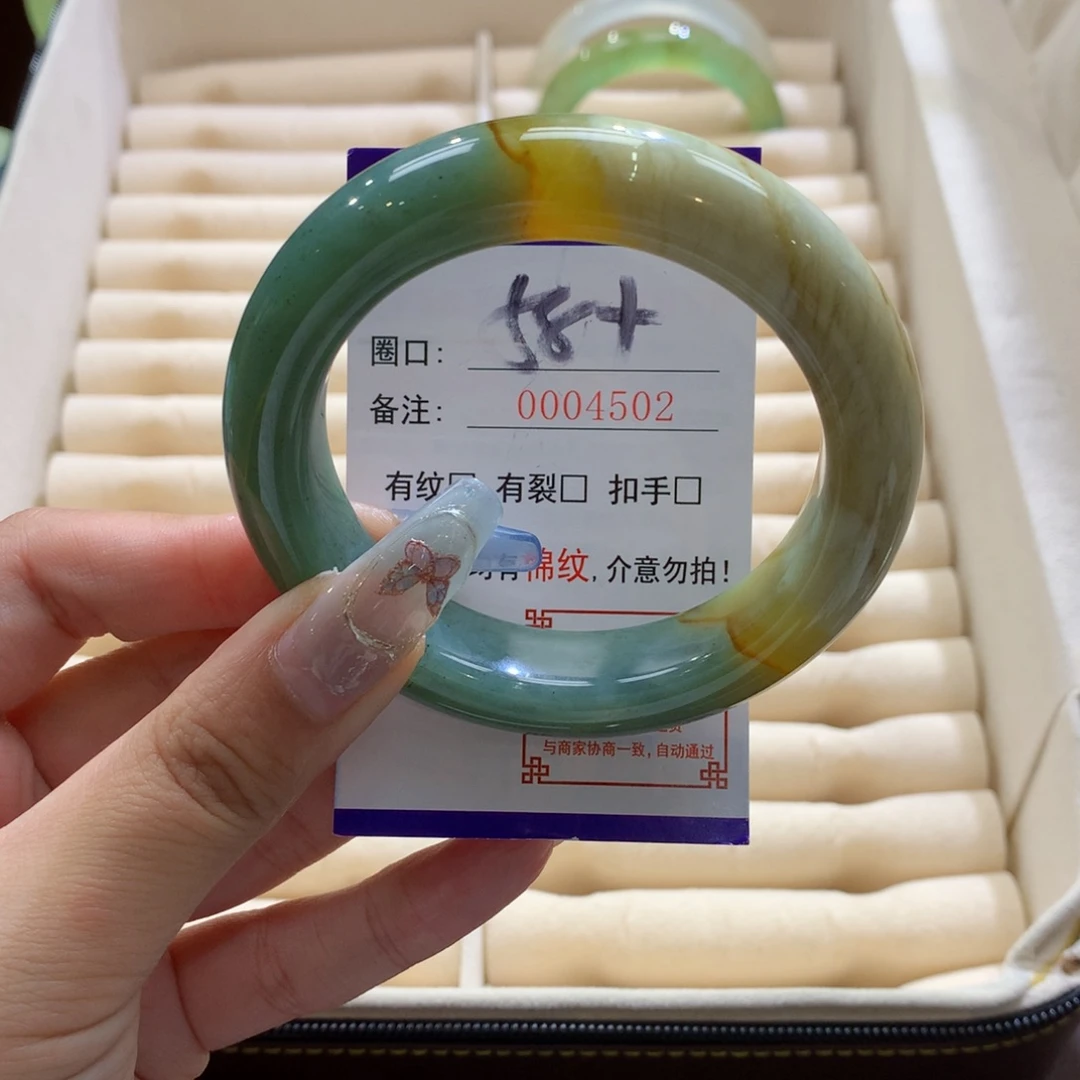 圈口: 58+
备注: 0004502
有纹□ 有裂□ 扣手□
有棉纹,介意勿拍!
与商家协商一致,自动通过